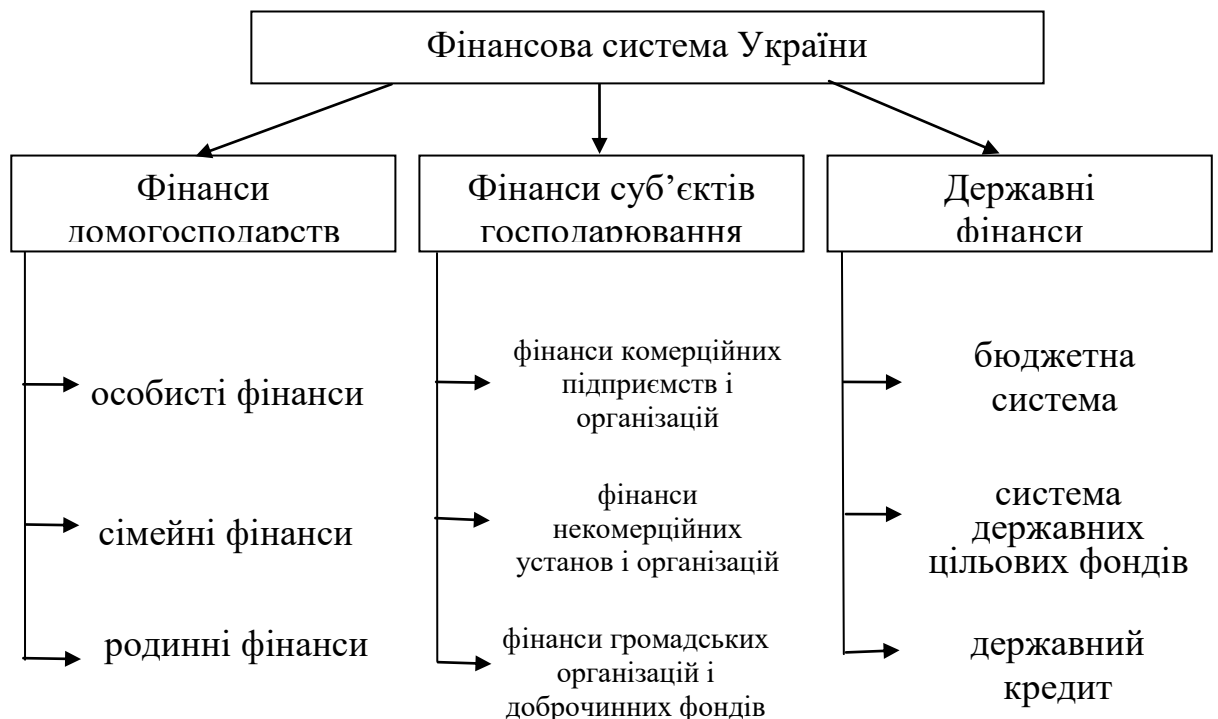 Фінансова система України
Фінанси
домогосподарств
Фінанси суб’єктів
господарювання
Державні
фінанси
особисті фінанси
сімейні фінанси
родинні фінанси
фінанси комерційних
підприємств і
організацій
фінанси
некомерційних
установ і організацій
фінанси громадських
організацій і
доброчинних фондів
бюджетна
система
система
державних
цільових фондів
державний
кредит